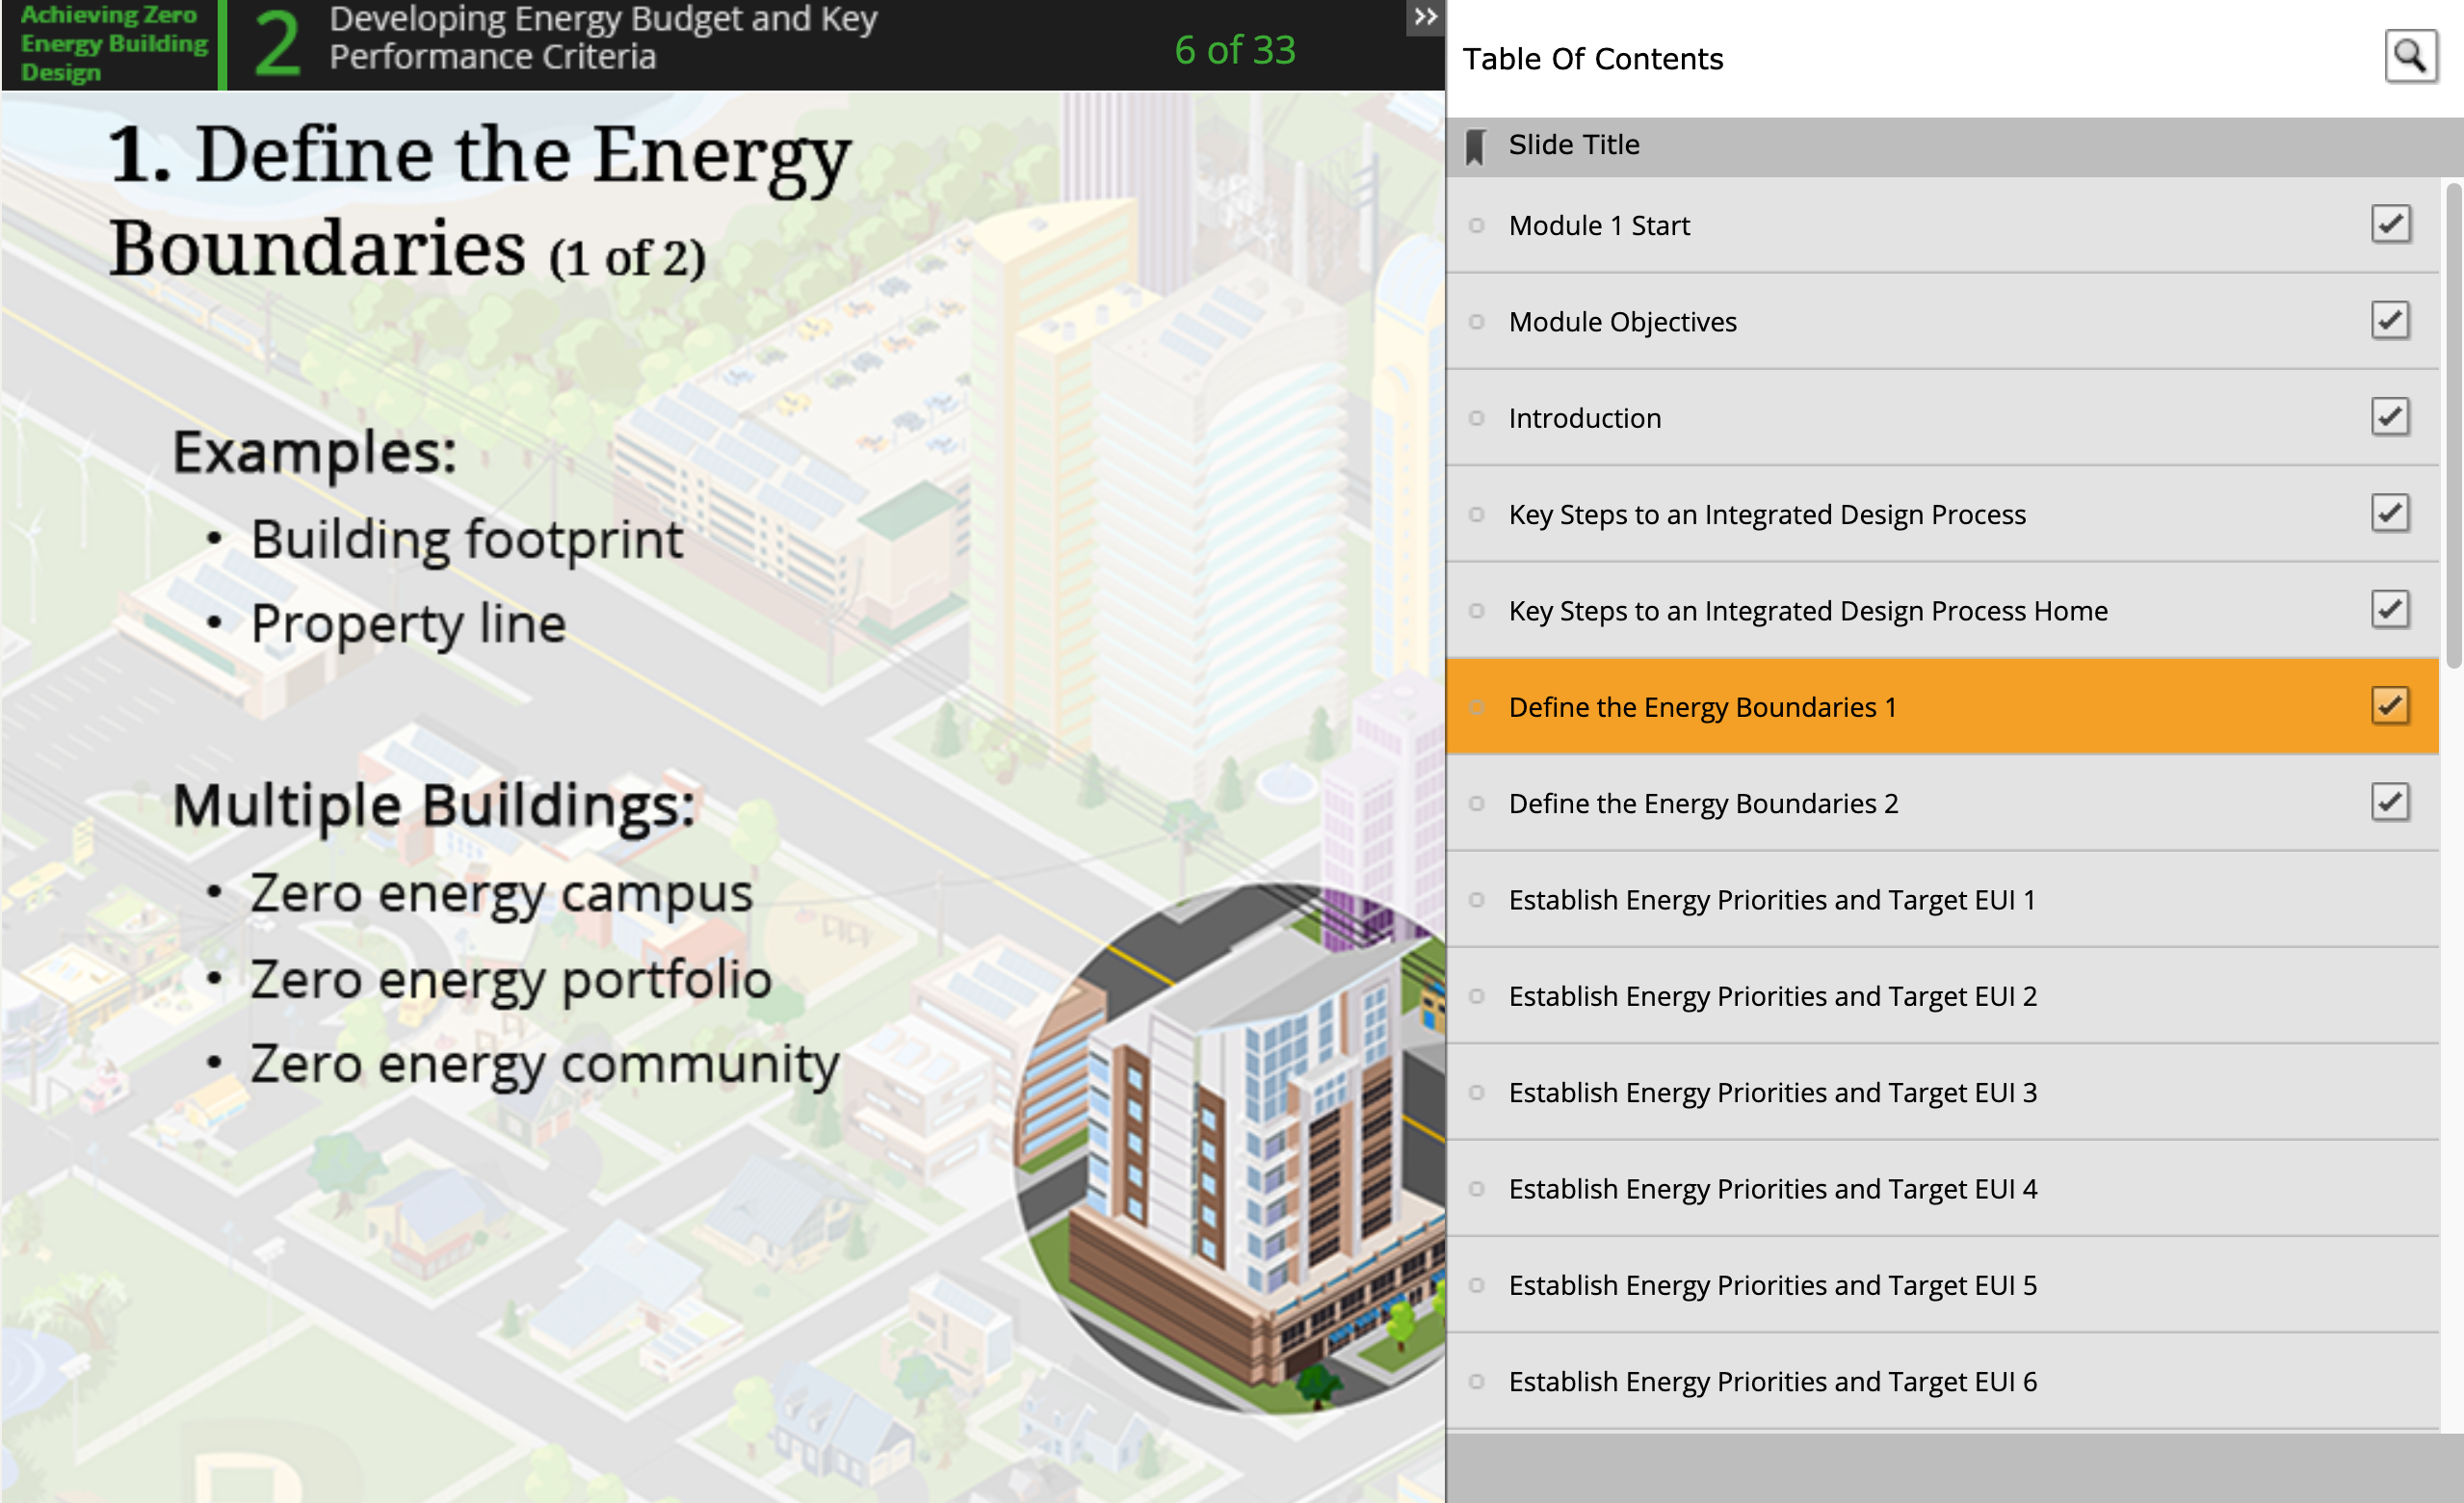 Achieving Zero
Energy Building
Design
2
Developing Energy Budget and Key
Performance Criteria
6 of 33
1. Define the Energy
Boundaries (1 of 2)
Examples:
• Building footprint
• Property line
Multiple Buildings:
• Zero energy campus
• Zero energy portfolio
• Zero energy community
Table Of Contents
Slide Title
Module 1 Start
Module Objectives
Introduction
Key Steps to an Integrated Design Process
Key Steps to an Integrated Design Process Home
Define the Energy Boundaries 1
Define the Energy Boundaries 2
Establish Energy Priorities and Target EUI 1
Establish Energy Priorities and Target EUI 2
Establish Energy Priorities and Target EUI 3
Establish Energy Priorities and Target EUI 4
Establish Energy Priorities and Target EUI 5
Establish Energy Priorities and Target EUI 6